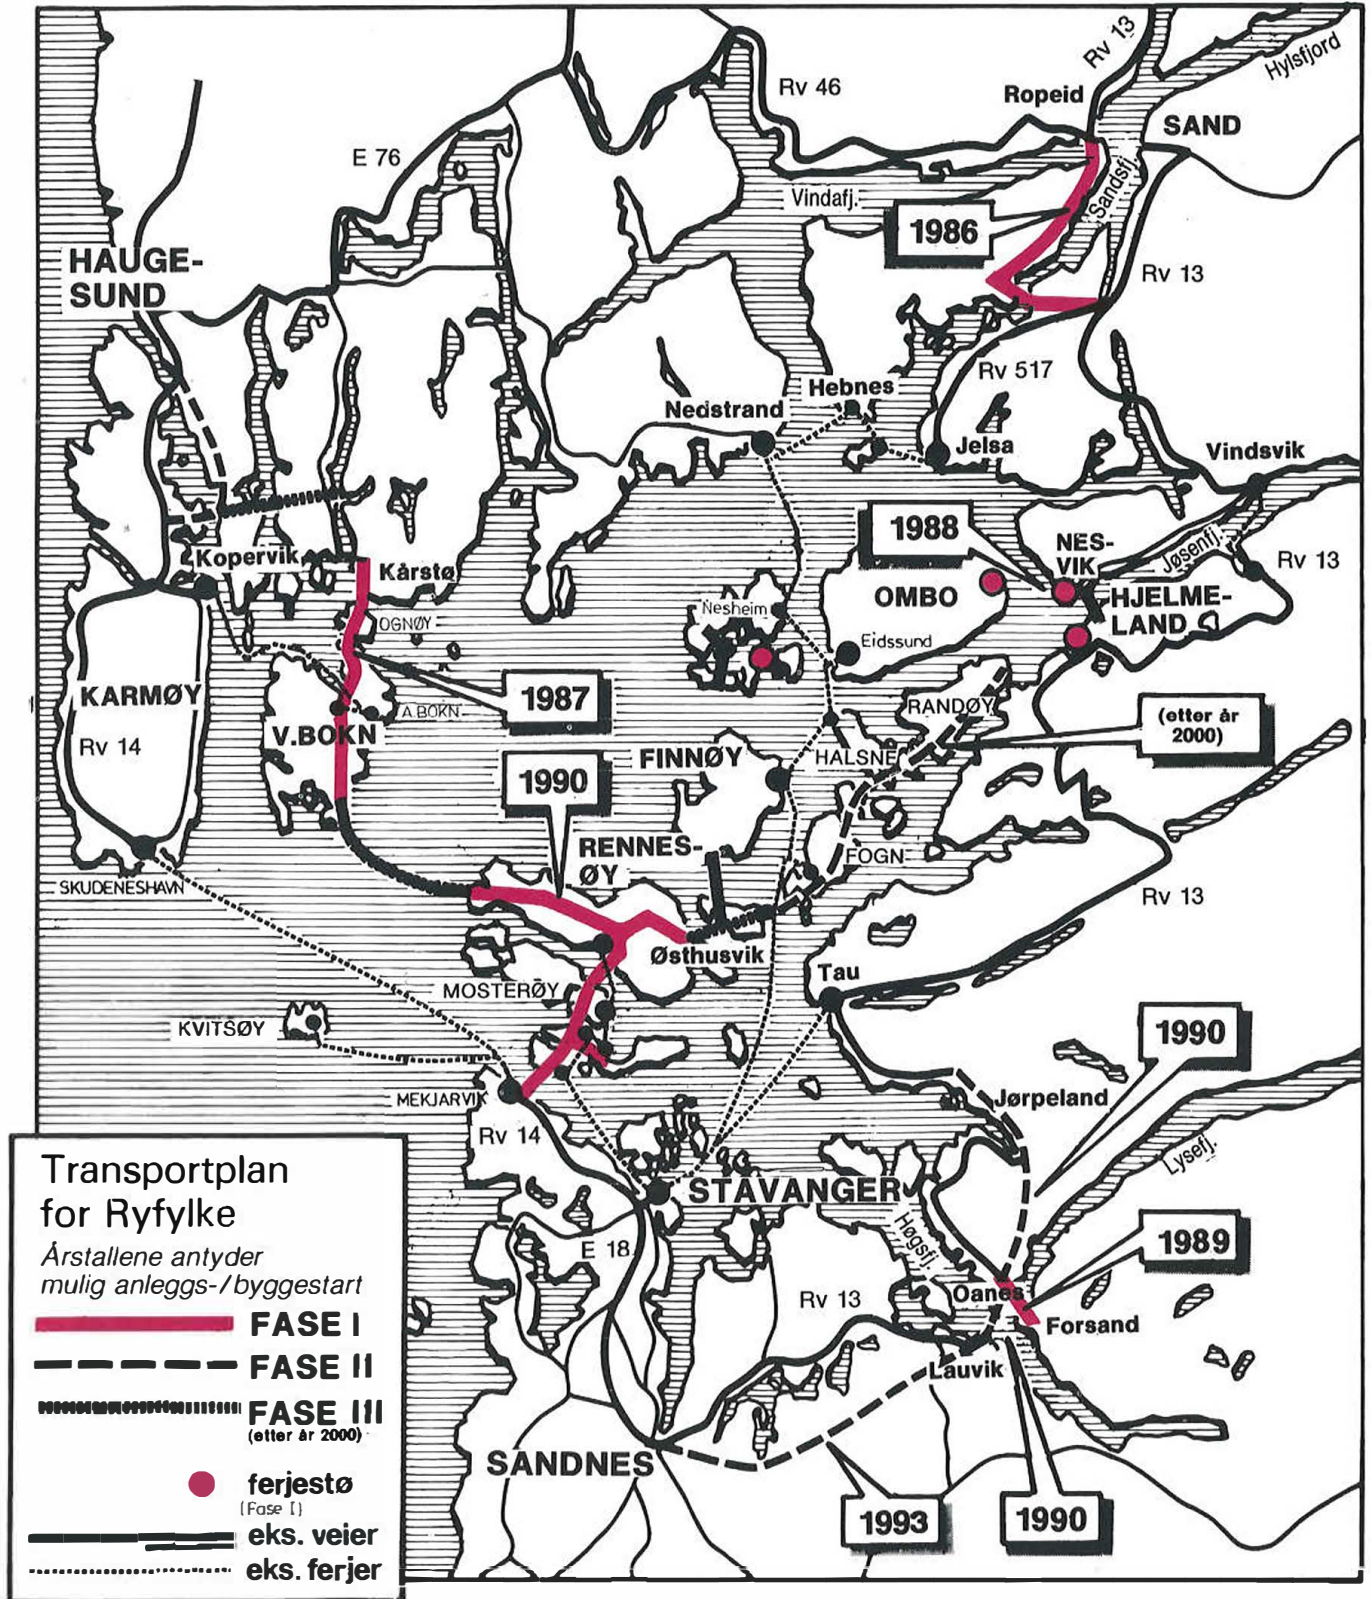 Rv 13
Hylsfjord
Rv 46
Ropeid
SAND
E 76
Sandsfj.
Vindafj.
1986
HAUGE-
SUND
Rv 13
Rv 517
Hebnes
Nedstrand
Jelsa
Vindsvik
1988
NES-
VIK
Jøsenfj.
Rv 13
Kopervik
Kårstø
OMBO
HJELME-
LAND
Nesheim
OGNØY
Eidssund
KARMØY
1987
A.BOKN
RANDØY
(etter år
2000)
Rv 14
V.BOKN
FINNØY
HALSNE
1990
RENNES-
ØY
FOGN
SKUDENESHAVN
Rv 13
Østhusvik
Tau
MOSTERØY
KVITSØY
1990
MEKJARVIK
Jørpeland
Rv 14
Lysefj.
STAVANGER
Høgsfj.
1989
E 18
Oanes
Rv 13
Forsand
Lauvik
SANDNES
1993
1990
Transportplan
for Ryfylke
Årstallene antyder
mulig anleggs-/byggestart
FASE I
FASE II
FASE III
(etter år 2000)
ferjestø
(Fase I)
eks. veier
eks. ferjer